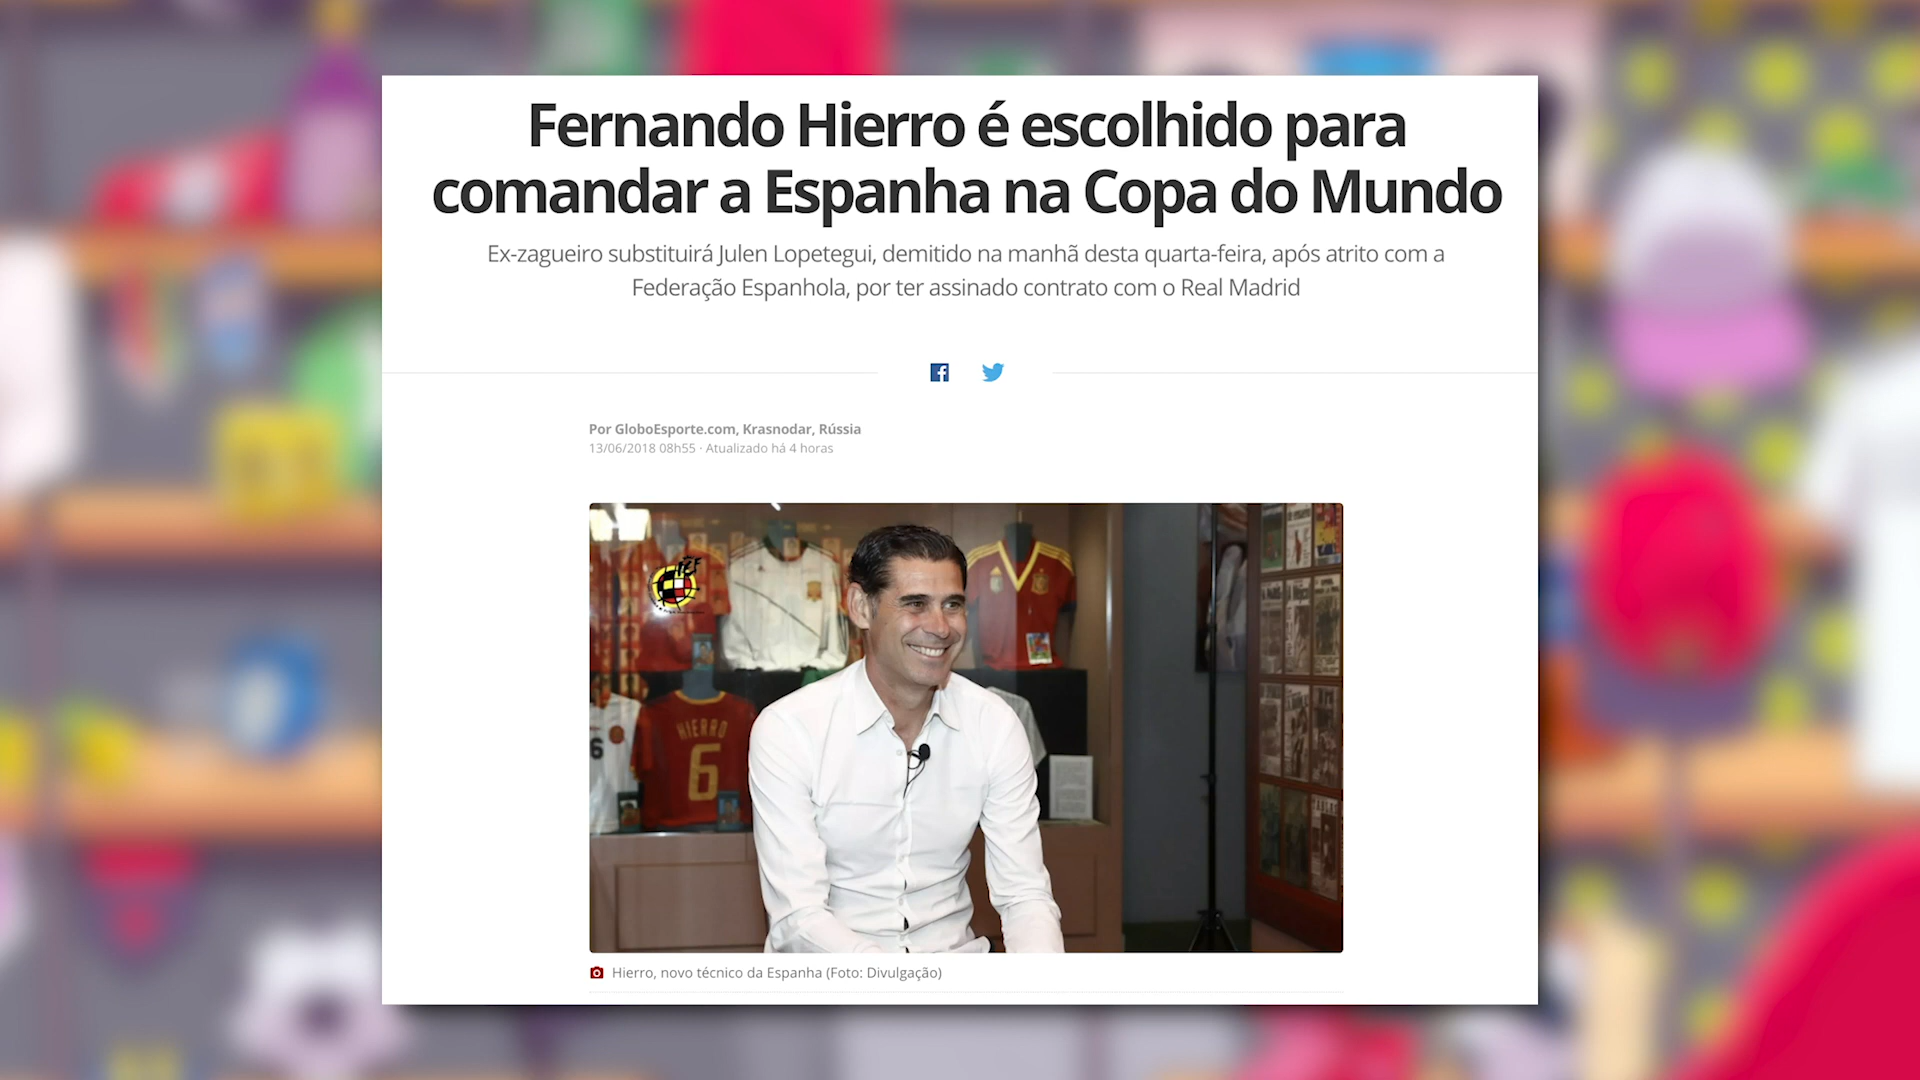 Fernando Hierro é escolhido para
comandar a Espanha na Copa do Mundo
Ex-zagueiro substituirá Julen Lopetegui, demitido na manhã desta quarta-feira, após atrito com a
Federação Espanhola, por ter assinado contrato com o Real Madrid
Por GloboEsporte.com, Krasnodar, Rússia
13/06/2018 08h55 · Atualizado há 4 horas
HIERRO
6
6
Hierro, novo técnico da Espanha (Foto: Divulgação)